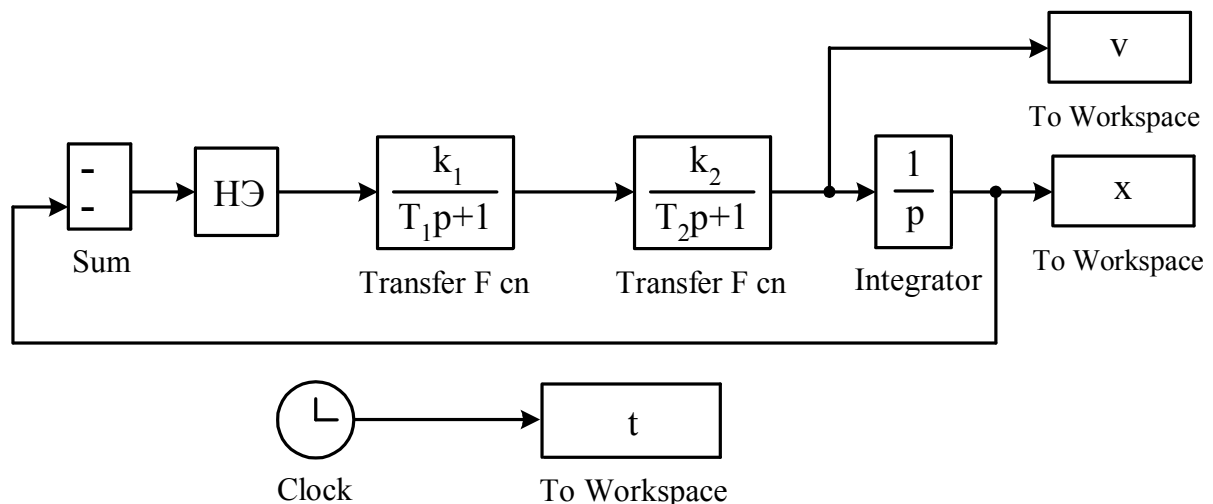 v
To Workspace
-
-
Sum
НЭ
k₁
T₁p+1
Transfer F cn
k₂
T₂p+1
Transfer F cn
1
p
Integrator
x
To Workspace
Clock
t
To Workspace